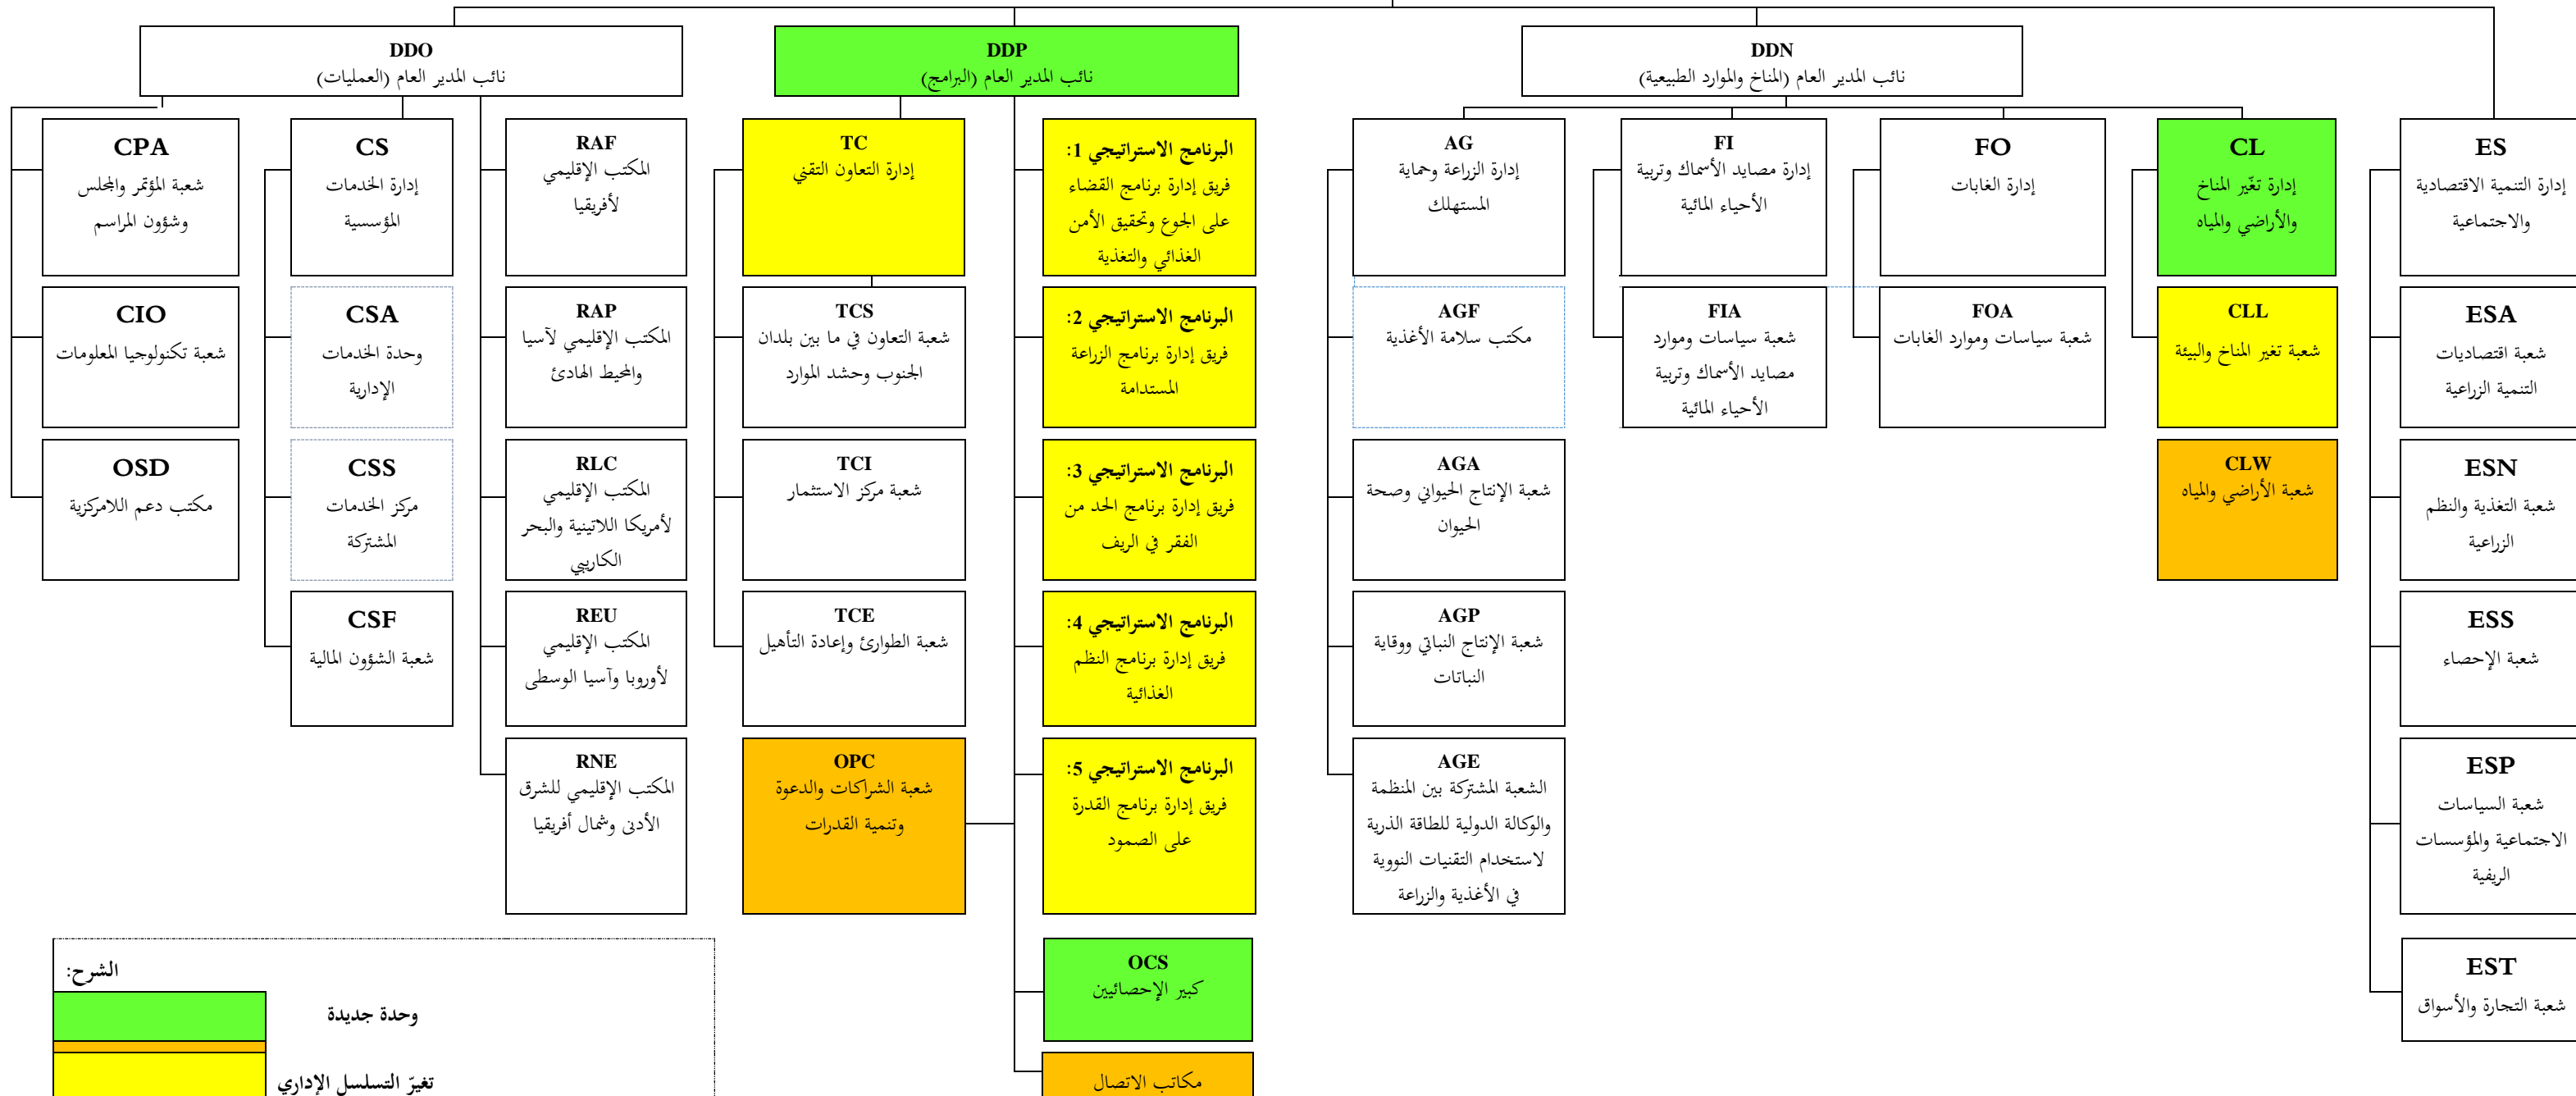 DDO
نائب المدير العام (العمليات)
DDP
نائب المدير العام (البرامج)
DDN
نائب المدير العام (المناخ والموارد الطبيعية)
CPA
شعبة المؤتمر والمجلس
وشؤون المراسم
CIO
شعبة تكنولوجيا المعلومات
OSD
مكتب دعم اللامركزية
CS
إدارة الخدمات
المؤسسية
CSA
وحدة الخدمات
الإدارية
CSS
مركز الخدمات
المشتركة
CSF
شعبة الشؤون المالية
RAF
المكتب الإقليمي
لأفريقيا
RAP
المكتب الإقليمي لآسيا
والمحيط الهادئ
RLC
المكتب الإقليمي
لأمريكا اللاتينية والبحر
الكاريبي
REU
المكتب الإقليمي
لأوروبا وآسيا الوسطى
RNE
المكتب الإقليمي للشرق
الأدنى وشمال أفريقيا
TC
إدارة التعاون التقني
TCS
شعبة التعاون في ما بين بلدان
الجنوب وحشد الموارد
TCI
شعبة مركز الاستثمار
TCE
شعبة الطوارئ وإعادة التأهيل
OPC
شعبة الشراكات والدعوة
وتنمية القدرات
البرنامج الاستراتيجي 1:
فريق إدارة برنامج القضاء
على الجوع وتحقيق الأمن
الغذائي والتغذية
البرنامج الاستراتيجي 2:
فريق إدارة برنامج الزراعة
المستدامة
البرنامج الاستراتيجي 3:
فريق إدارة برنامج الحد من
الفقر في الريف
البرنامج الاستراتيجي 4:
فريق إدارة برنامج النظم
الغذائية
البرنامج الاستراتيجي 5:
فريق إدارة برنامج القدرة
على الصمود
OCS
كبير الإحصائيين
مكاتب الاتصال
AG
إدارة الزراعة وحماية
المستهلك
AGF
مكتب سلامة الأغذية
AGA
شعبة الإنتاج الحيواني وصحة
الحيوان
AGP
شعبة الإنتاج النباتي ووقاية
النباتات
AGE
الشعبة المشتركة بين المنظمة
والوكالة الدولية للطاقة الذرية
لاستخدام التقنيات النووية
في الأغذية والزراعة
FI
إدارة مصايد الأسماك وتربية
الأحياء المائية
FIA
شعبة سياسات وموارد
مصايد الأسماك وتربية
الأحياء المائية
FO
إدارة الغابات
FOA
شعبة سياسات وموارد الغابات
CL
إدارة تغّير المناخ
والأراضي والمياه
CLL
شعبة تغير المناخ والبيئة
CLW
شعبة الأراضي والمياه
ES
إدارة التنمية الاقتصادية
والاجتماعية
ESA
شعبة اقتصاديات
التنمية الزراعية
ESN
شعبة التغذية والنظم
الزراعية
ESS
شعبة الإحصاء
ESP
شعبة السياسات
الاجتماعية والمؤسسات
الريفية
EST
شعبة التجارة والأسواق
الشرح:
وحدة جديدة
تغيّر التسلسل الإداري